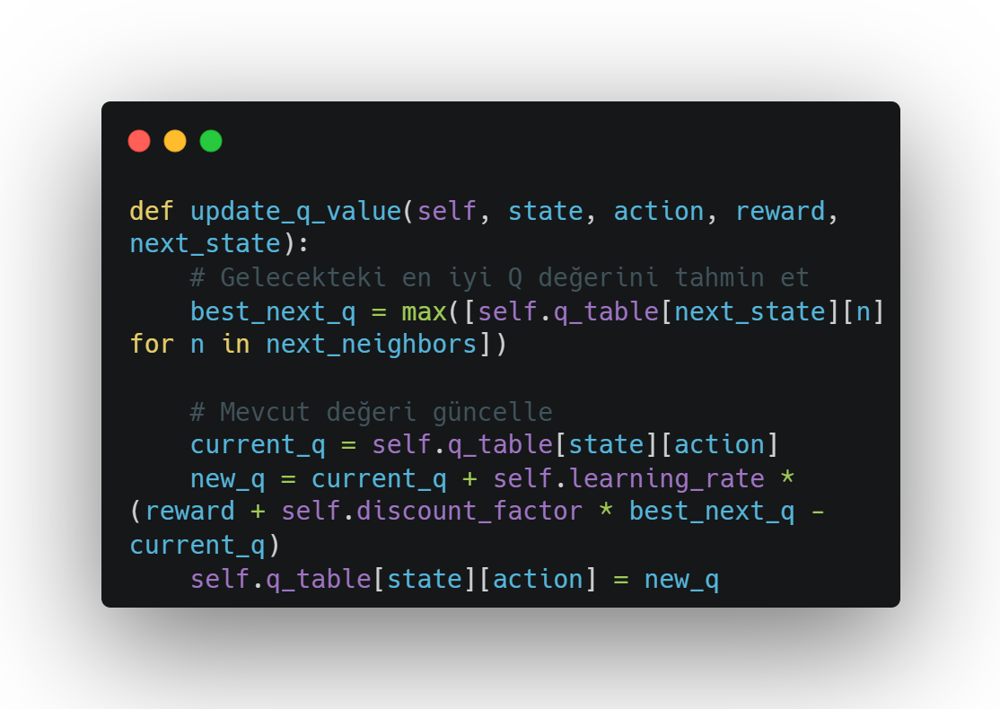 def update_q_value(self, state, action, reward,
next_state):
    # Gelecekteki en iyi Q değerini tahmin et
    best_next_q = max([self.q_table[next_state][n]
for n in next_neighbors])

    # Mevcut değeri güncelle
    current_q = self.q_table[state][action]
    new_q = current_q + self.learning_rate *
(reward + self.discount_factor * best_next_q -
current_q)
    self.q_table[state][action] = new_q